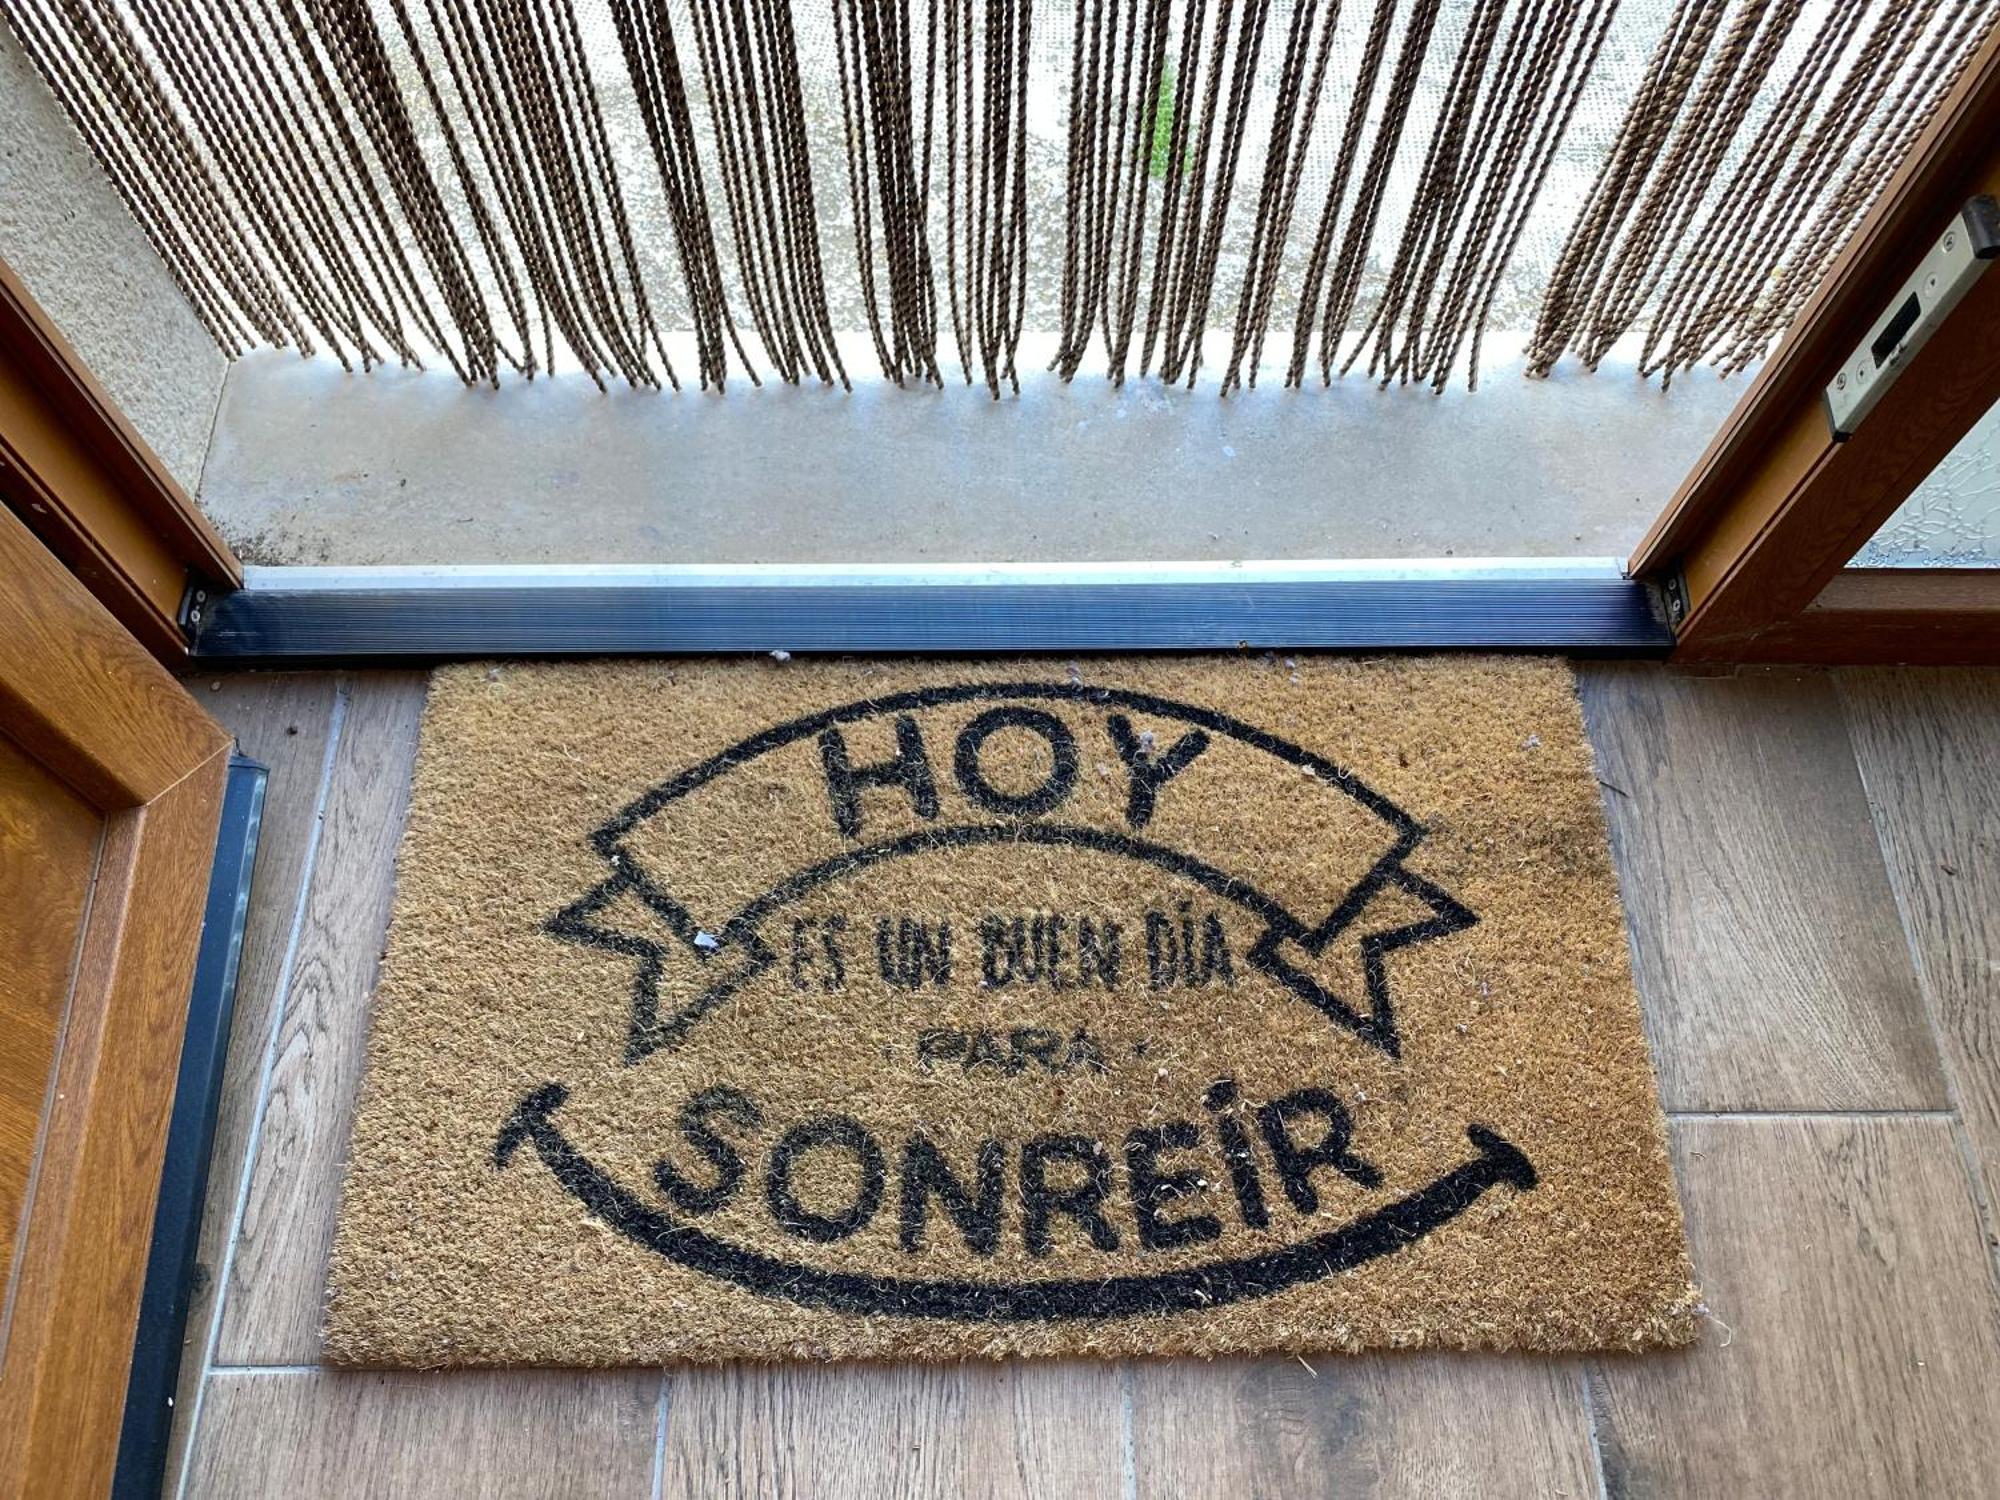 HOY
ES UN BUEN DÍA
PARA
SONREÍR